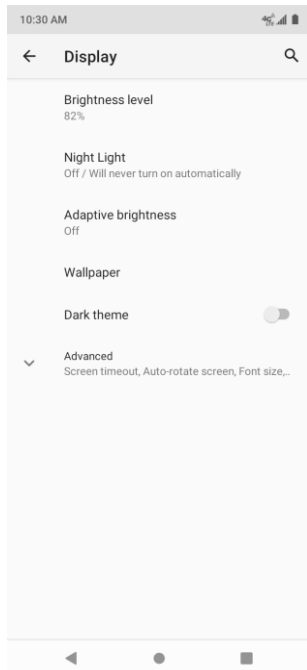 10:30 AM
Display
Brightness level
82%
Night Light
Off / Will never turn on automatically
Adaptive brightness
Off
Wallpaper
Dark theme
Advanced
Screen timeout, Auto-rotate screen, Font size,..